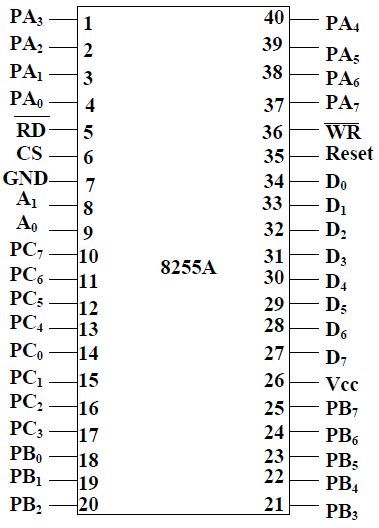 PA₃ 1 40 PA₄
PA₂ 2 39 PA₅
PA₁ 3 38 PA₆
PA₀ 4 37 PA₇
R̅D̅ 5 36 W̅R̅
CS 6 35 Reset
GND 7 34 D₀
A₁ 8 33 D₁
A₀ 9 32 D₂
PC₇ 10 31 D₃
PC₆ 11 30 D₄
8255A
PC₅ 12 29 D₅
PC₄ 13 28 D₆
PC₀ 14 27 D₇
PC₁ 15 26 Vcc
PC₂ 16 25 PB₇
PC₃ 17 24 PB₆
PB₀ 18 23 PB₅
PB₁ 19 22 PB₄
PB₂ 20 21 PB₃